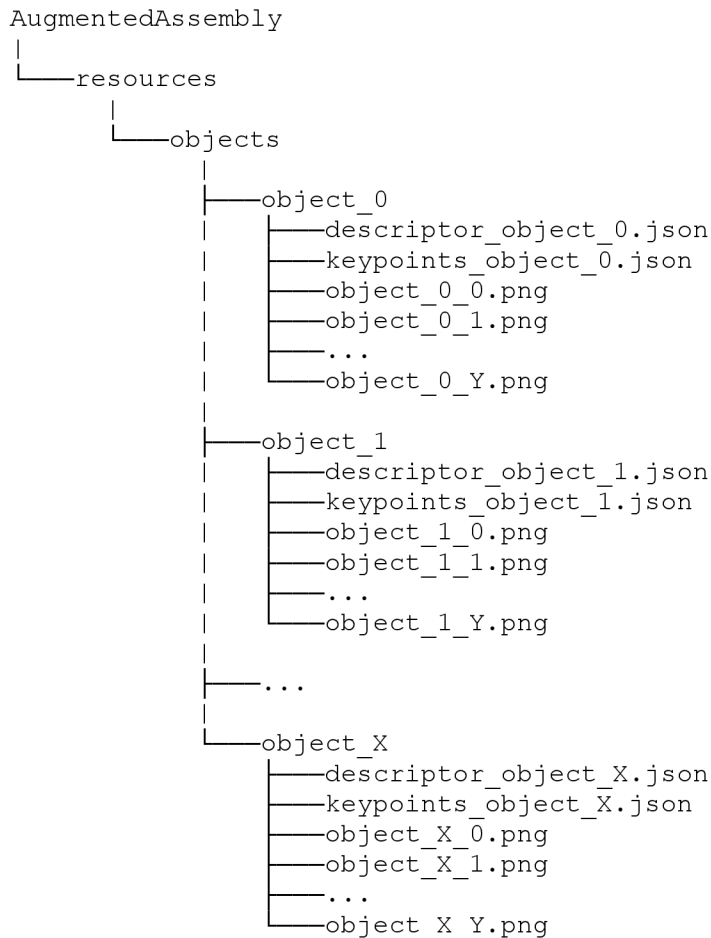 AugmentedAssembly
resources
objects
object_0
descriptor_object_0.json
keypoints_object_0.json
object_0_0.png
object_0_1.png
...
object_0_Y.png
object_1
descriptor_object_1.json
keypoints_object_1.json
object_1_0.png
object_1_1.png
...
object_1_Y.png
...
object_X
descriptor_object_X.json
keypoints_object_X.json
object_X_0.png
object_X_1.png
...
object X Y.png